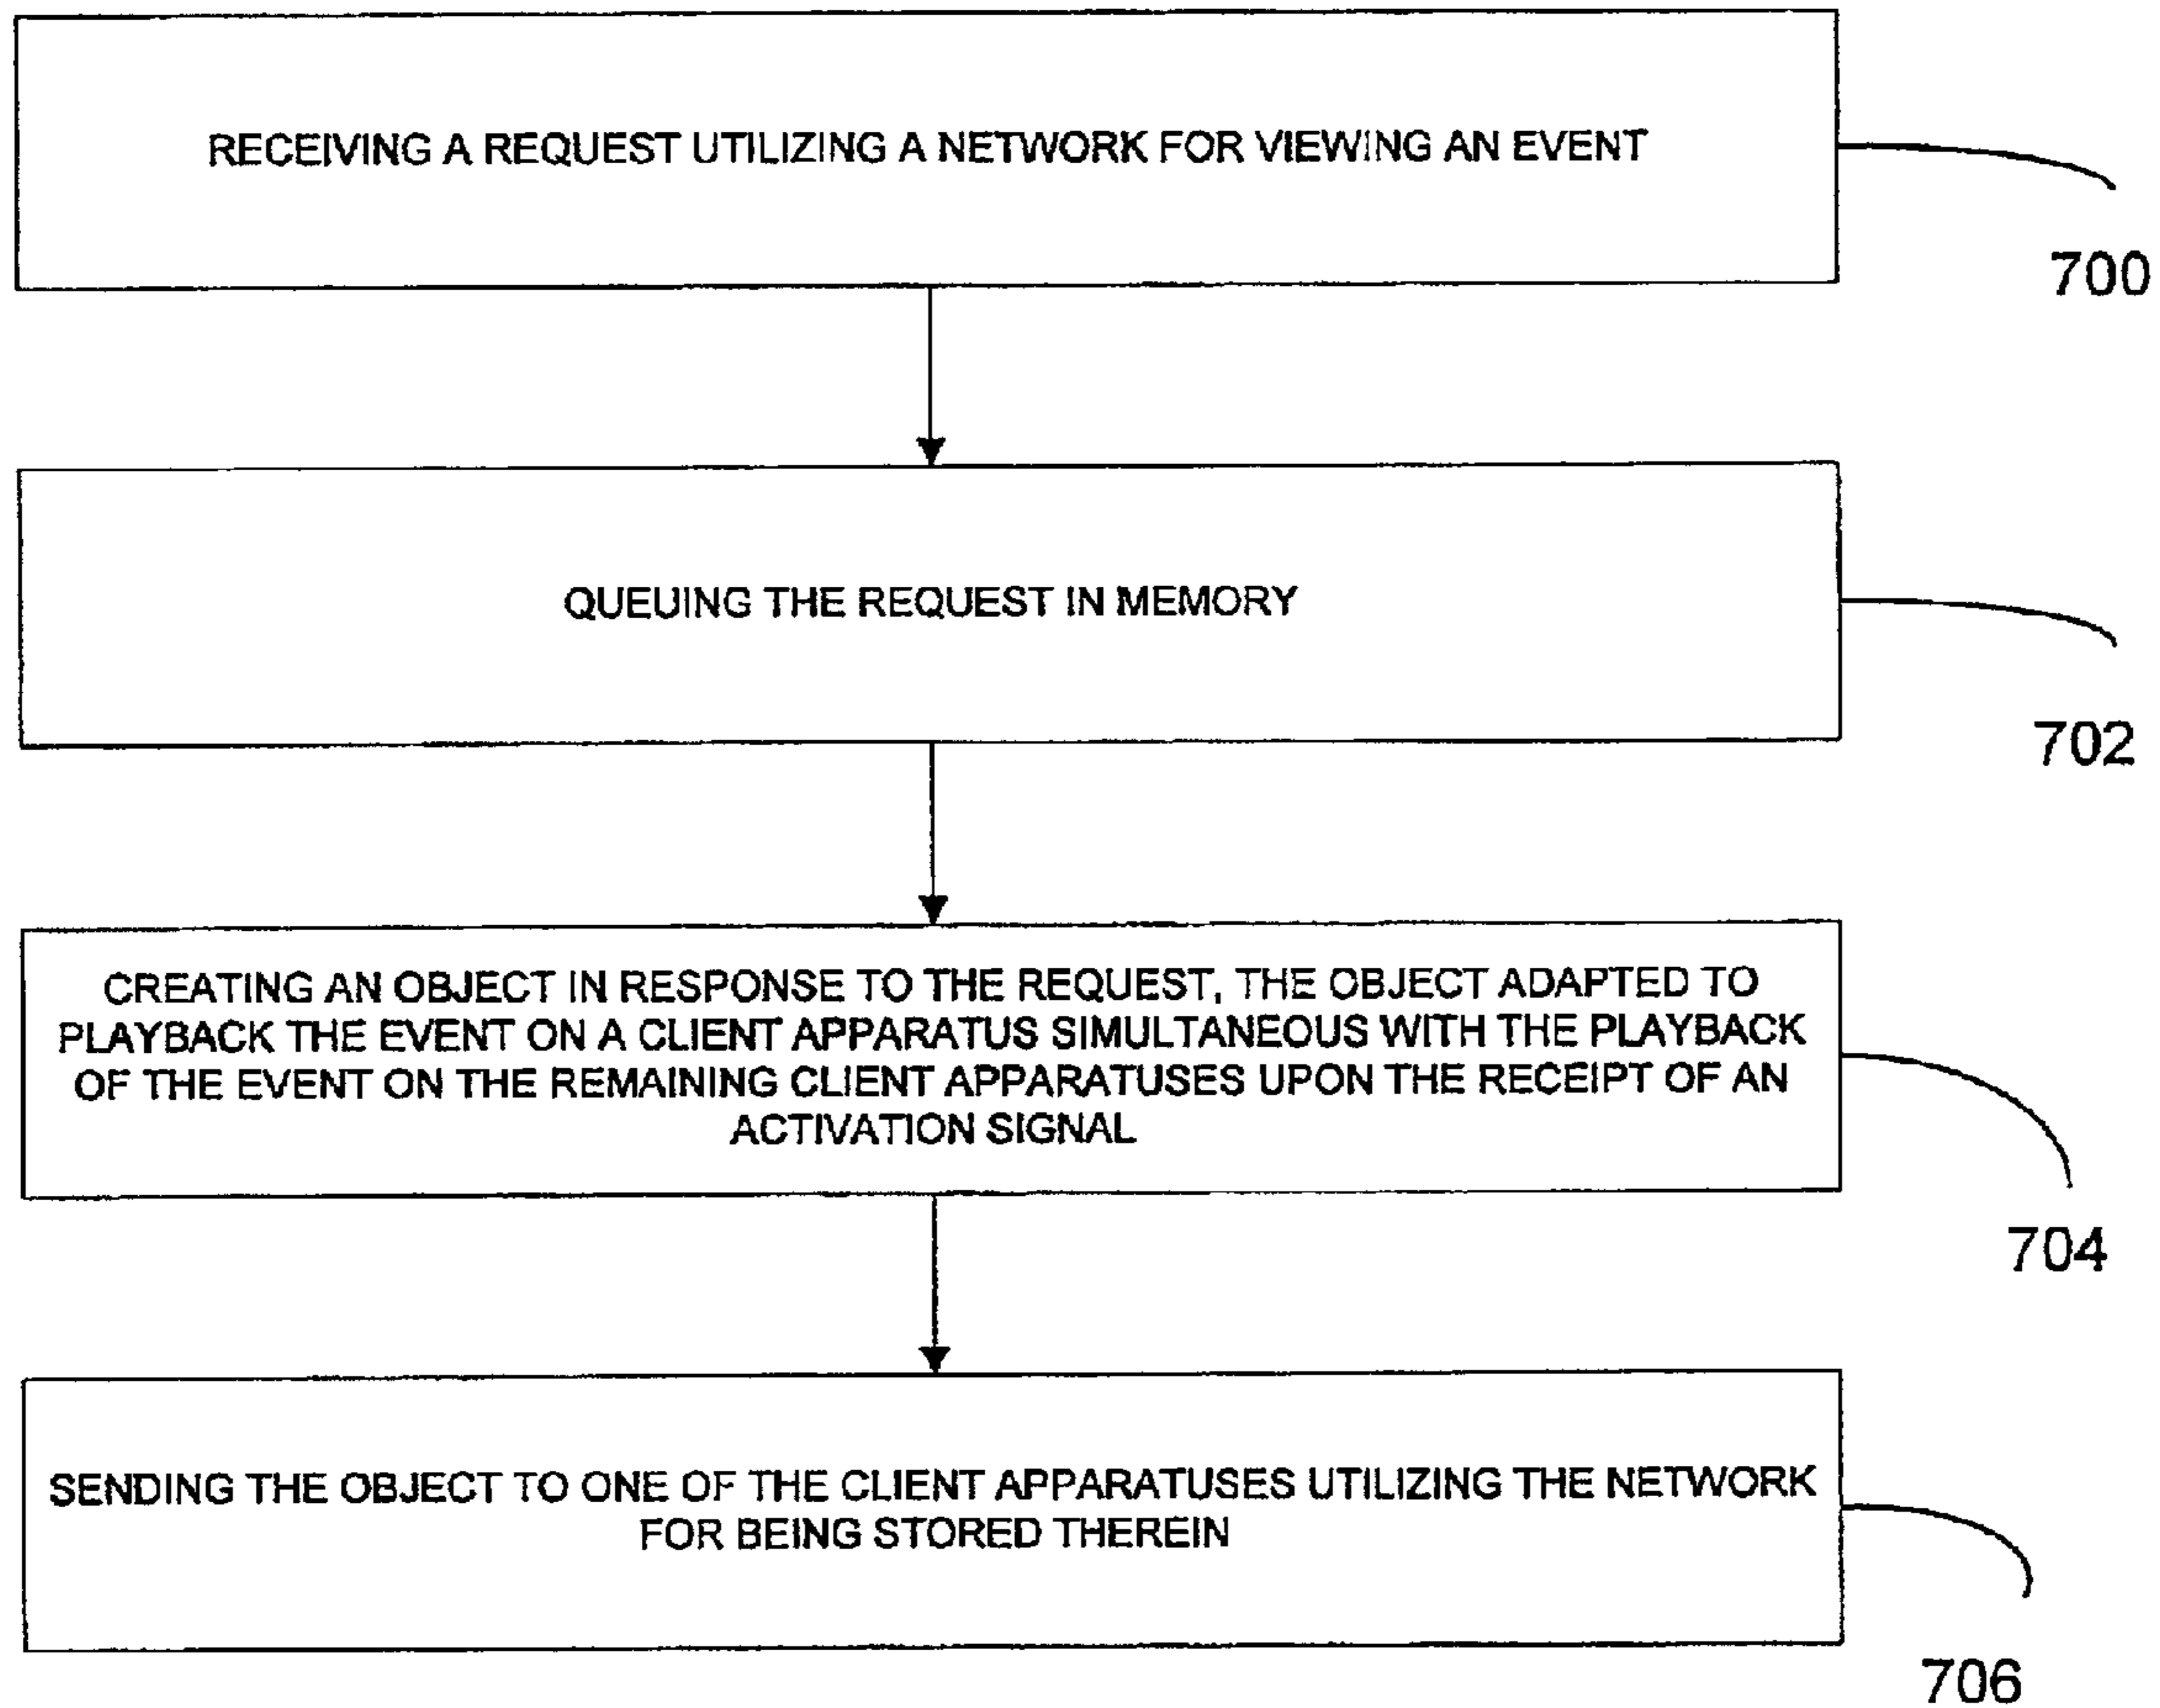 RECEIVING A REQUEST UTILIZING A NETWORK FOR VIEWING AN EVENT
700
QUEUING THE REQUEST IN MEMORY
702
CREATING AN OBJECT IN RESPONSE TO THE REQUEST, THE OBJECT ADAPTED TO
PLAYBACK THE EVENT ON A CLIENT APPARATUS SIMULTANEOUS WITH THE PLAYBACK
OF THE EVENT ON THE REMAINING CLIENT APPARATUSES UPON THE RECEIPT OF AN
ACTIVATION SIGNAL
704
SENDING THE OBJECT TO ONE OF THE CLIENT APPARATUSES UTILIZING THE NETWORK
FOR BEING STORED THEREIN
706